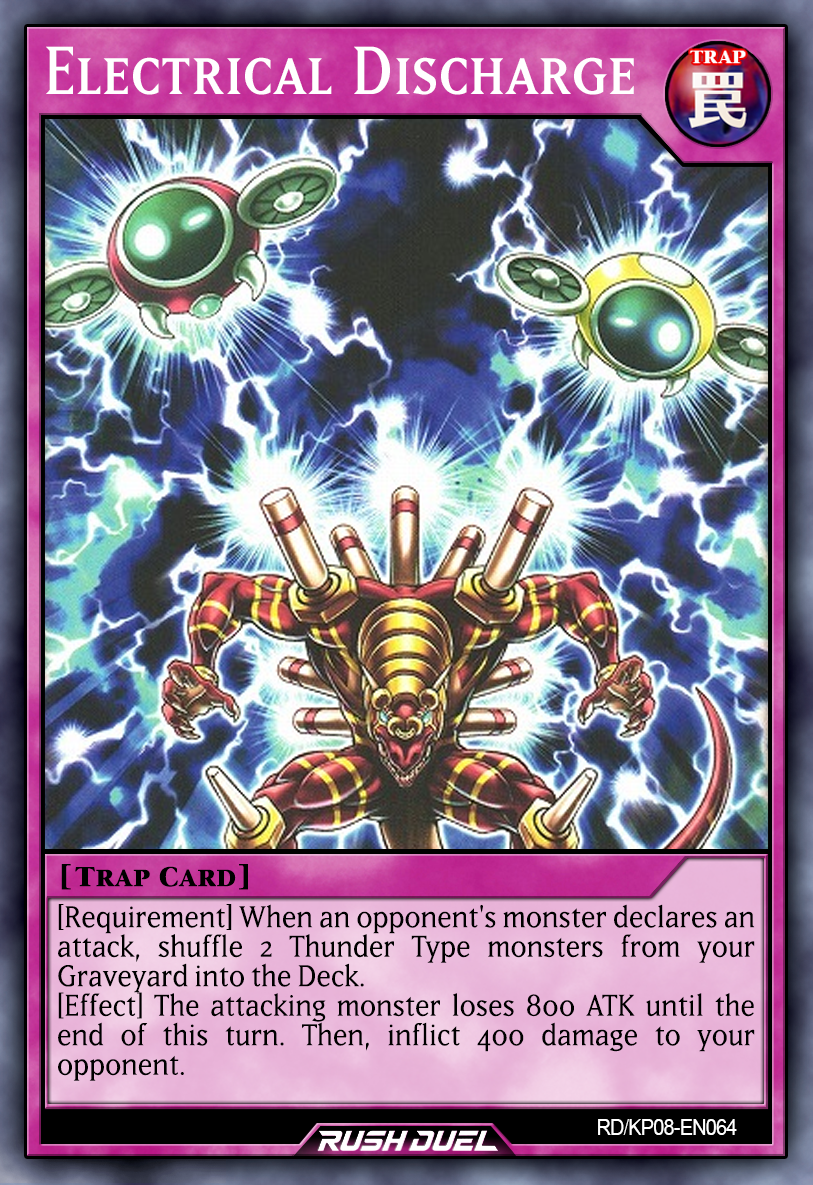 Electrical Discharge
TRAP
罠
[Trap Card]
[Requirement] When an opponent's monster declares an
attack, shuffle 2 Thunder Type monsters from your
Graveyard into the Deck.
[Effect] The attacking monster loses 800 ATK until the
end of this turn. Then, inflict 400 damage to your
opponent.
RD/KP08-EN064
RUSH DUEL